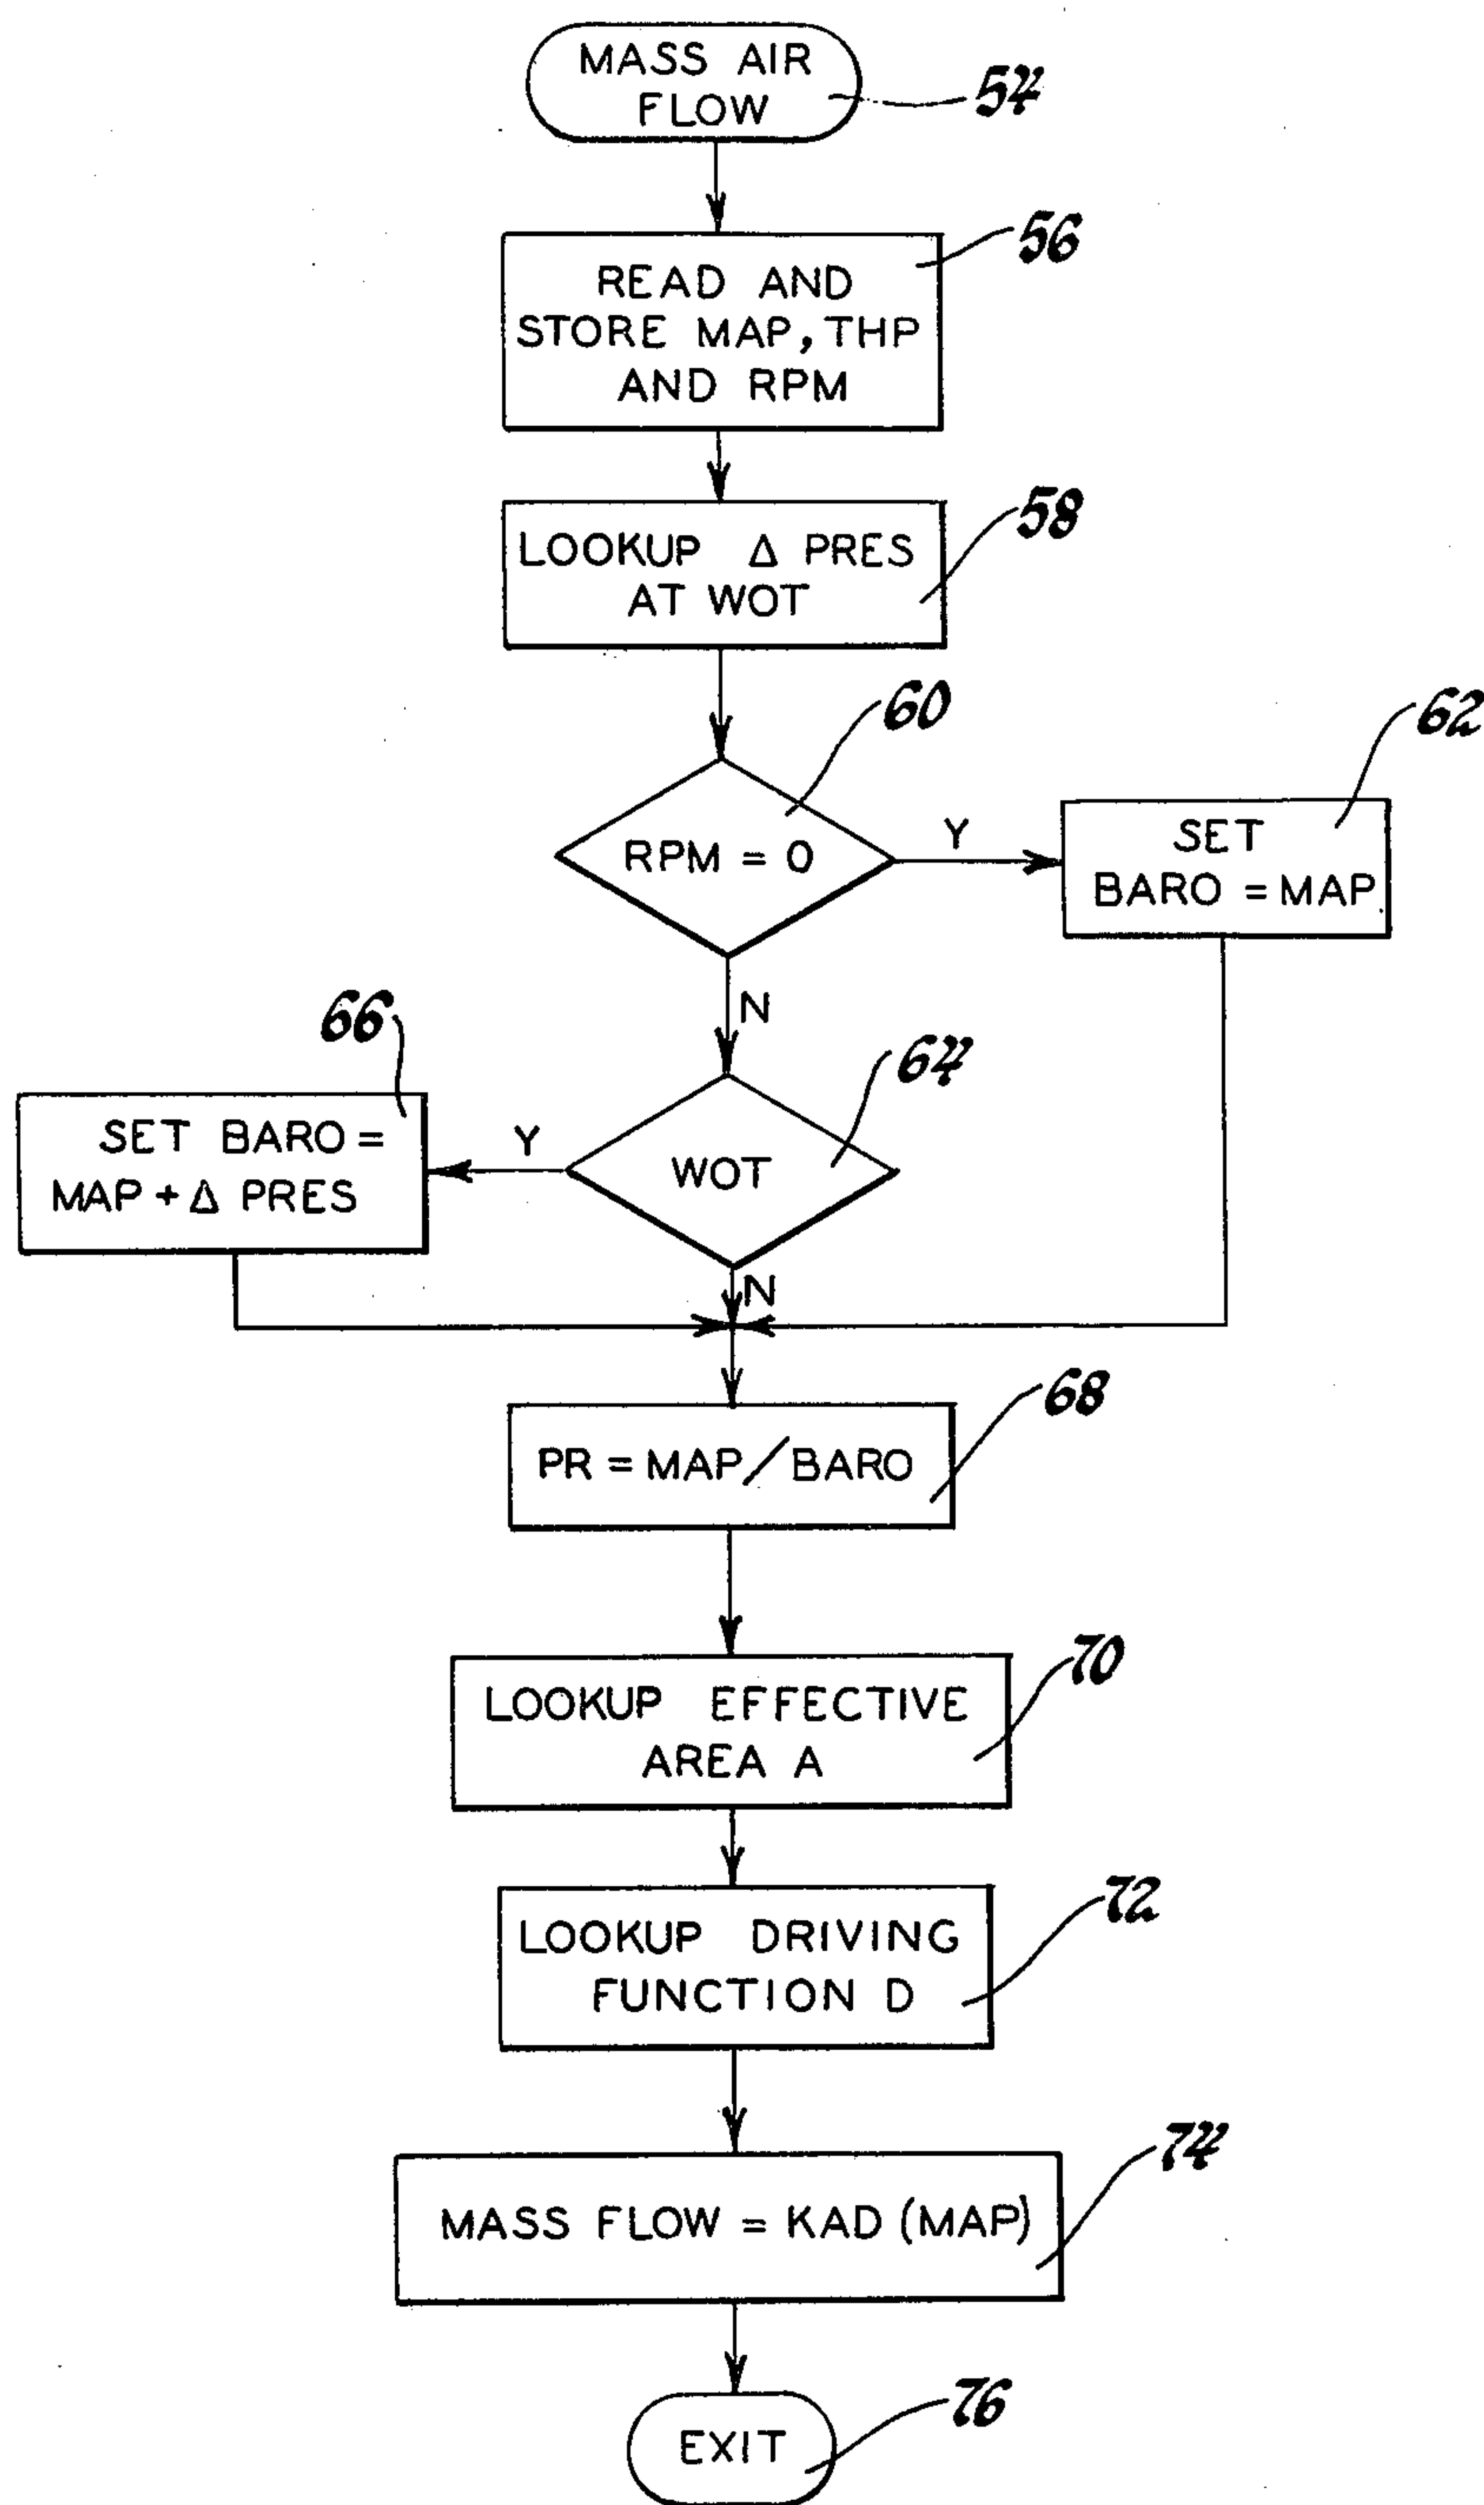 MASS AIR
FLOW
54
56
READ AND
STORE MAP, THP
AND RPM
58
LOOKUP Δ PRES
AT WOT
60
62
RPM = 0
Y
SET
BARO = MAP
N
66
64
SET BARO =
MAP + Δ PRES
Y
WOT
N
68
PR = MAP / BARO
70
LOOKUP EFFECTIVE
AREA A
72
LOOKUP DRIVING
FUNCTION D
74
MASS FLOW = KAD (MAP)
76
EXIT